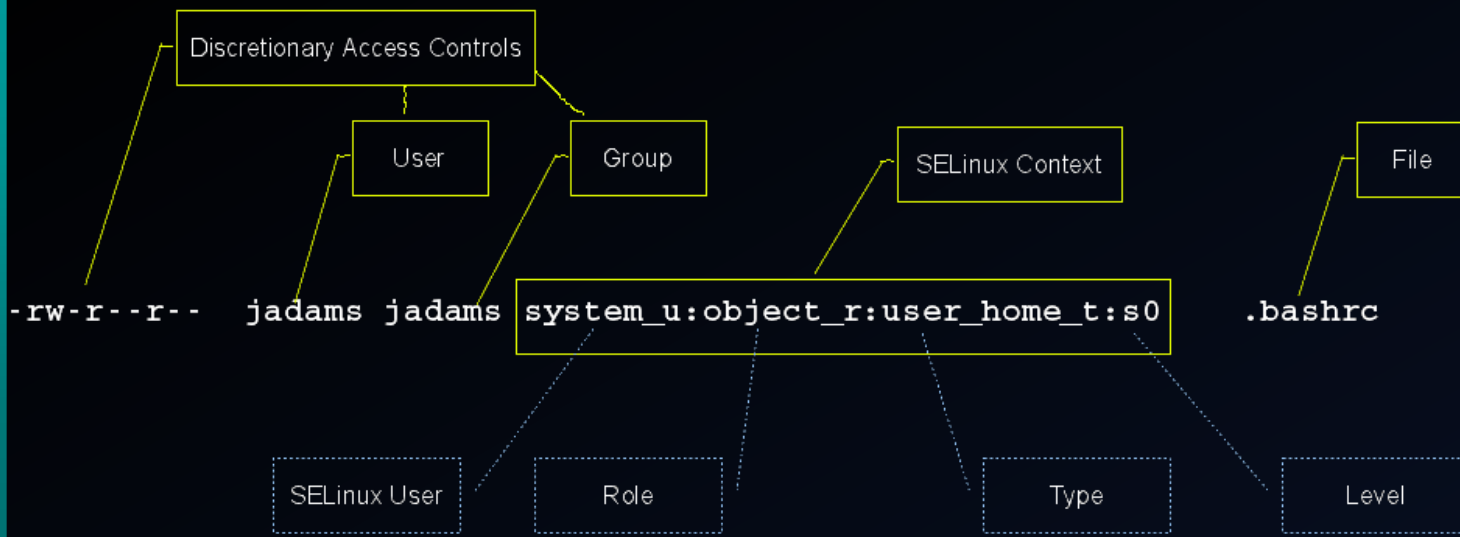 Discretionary Access Controls
User
Group
SELinux Context
File
-rw-r--r-- jadams jadams system_u:object_r:user_home_t:s0 .bashrc
SELinux User
Role
Type
Level